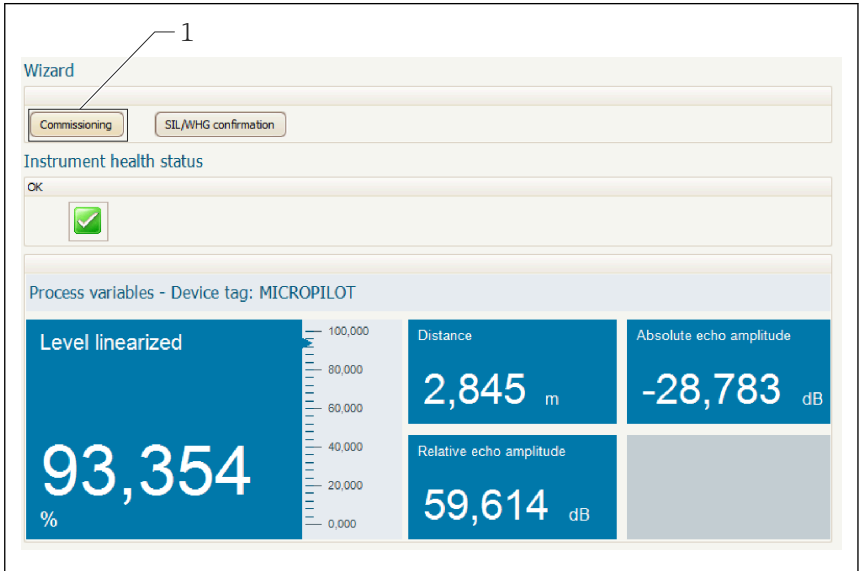 1
Wizard
Commissioning
SIL/WHG confirmation
Instrument health status
OK
Process variables - Device tag: MICROPILOT
Level linearized
93,354
%
100,000
80,000
60,000
40,000
20,000
0,000
Distance
2,845 m
Absolute echo amplitude
-28,783 dB
Relative echo amplitude
59,614 dB